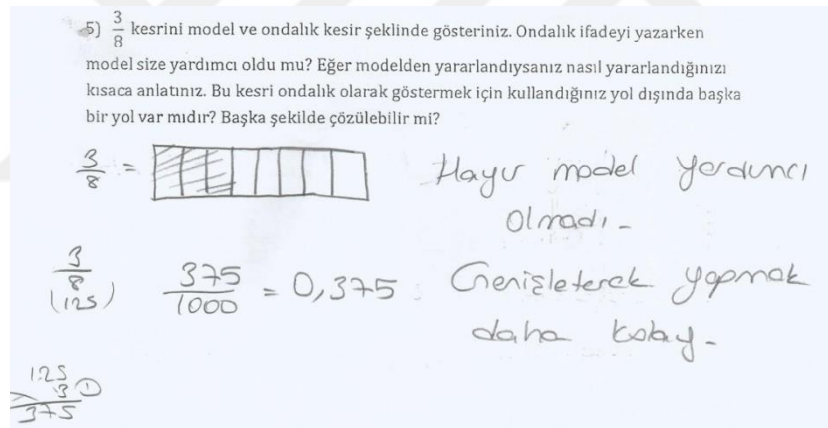 5) 3/8 kesrini model ve ondalık kesir şeklinde gösteriniz. Ondalık ifadeyi yazarken
model size yardımcı oldu mu? Eğer modelden yararlandıysanız nasıl yararlandığınızı
kısaca anlatınız. Bu kesri ondalık olarak göstermek için kullandığınız yol dışında başka
bir yol var mıdır? Başka şekilde çözülebilir mi?
3/8 =
Hayır model yardımcı
olmadı -
3/8
(125)
375/1000 = 0,375
Genişleterek yapmak
daha kolay -
125
3 1
375